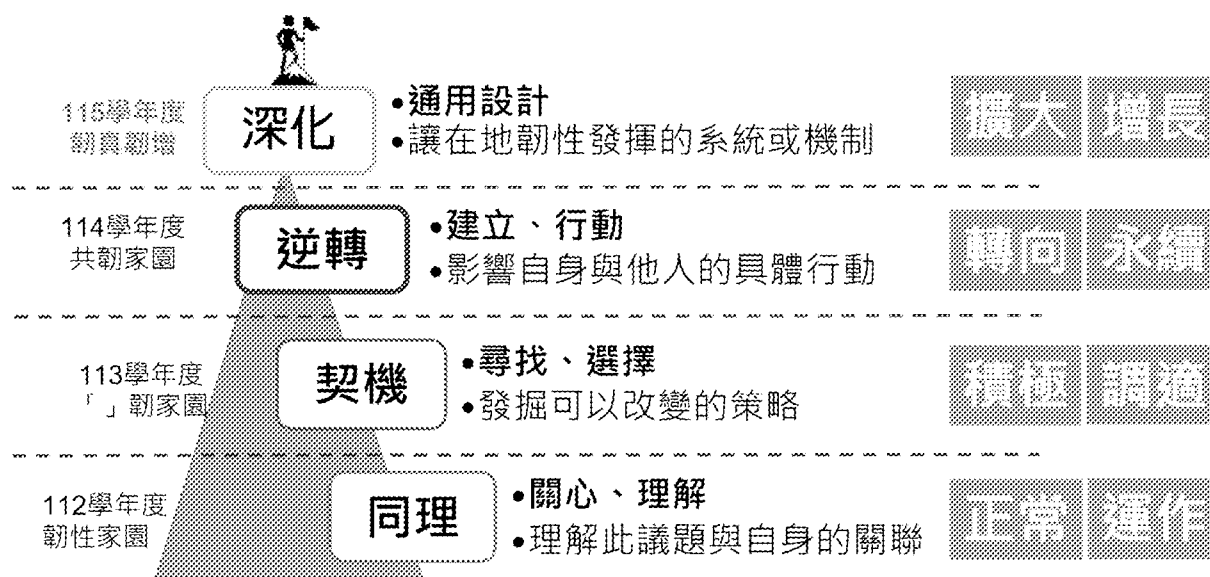 115學年度
韌真韌增
深化
•通用設計
•讓在地韌性發揮的系統或機制
擴大 增長
114學年度
共韌家園
逆轉
•建立、行動
•影響自身與他人的具體行動
轉向 永續
113學年度
「 」韌家園
契機
•尋找、選擇
•發掘可以改變的策略
積極 調適
112學年度
韌性家園
同理
•關心、理解
•理解此議題與自身的關聯
正常 運作